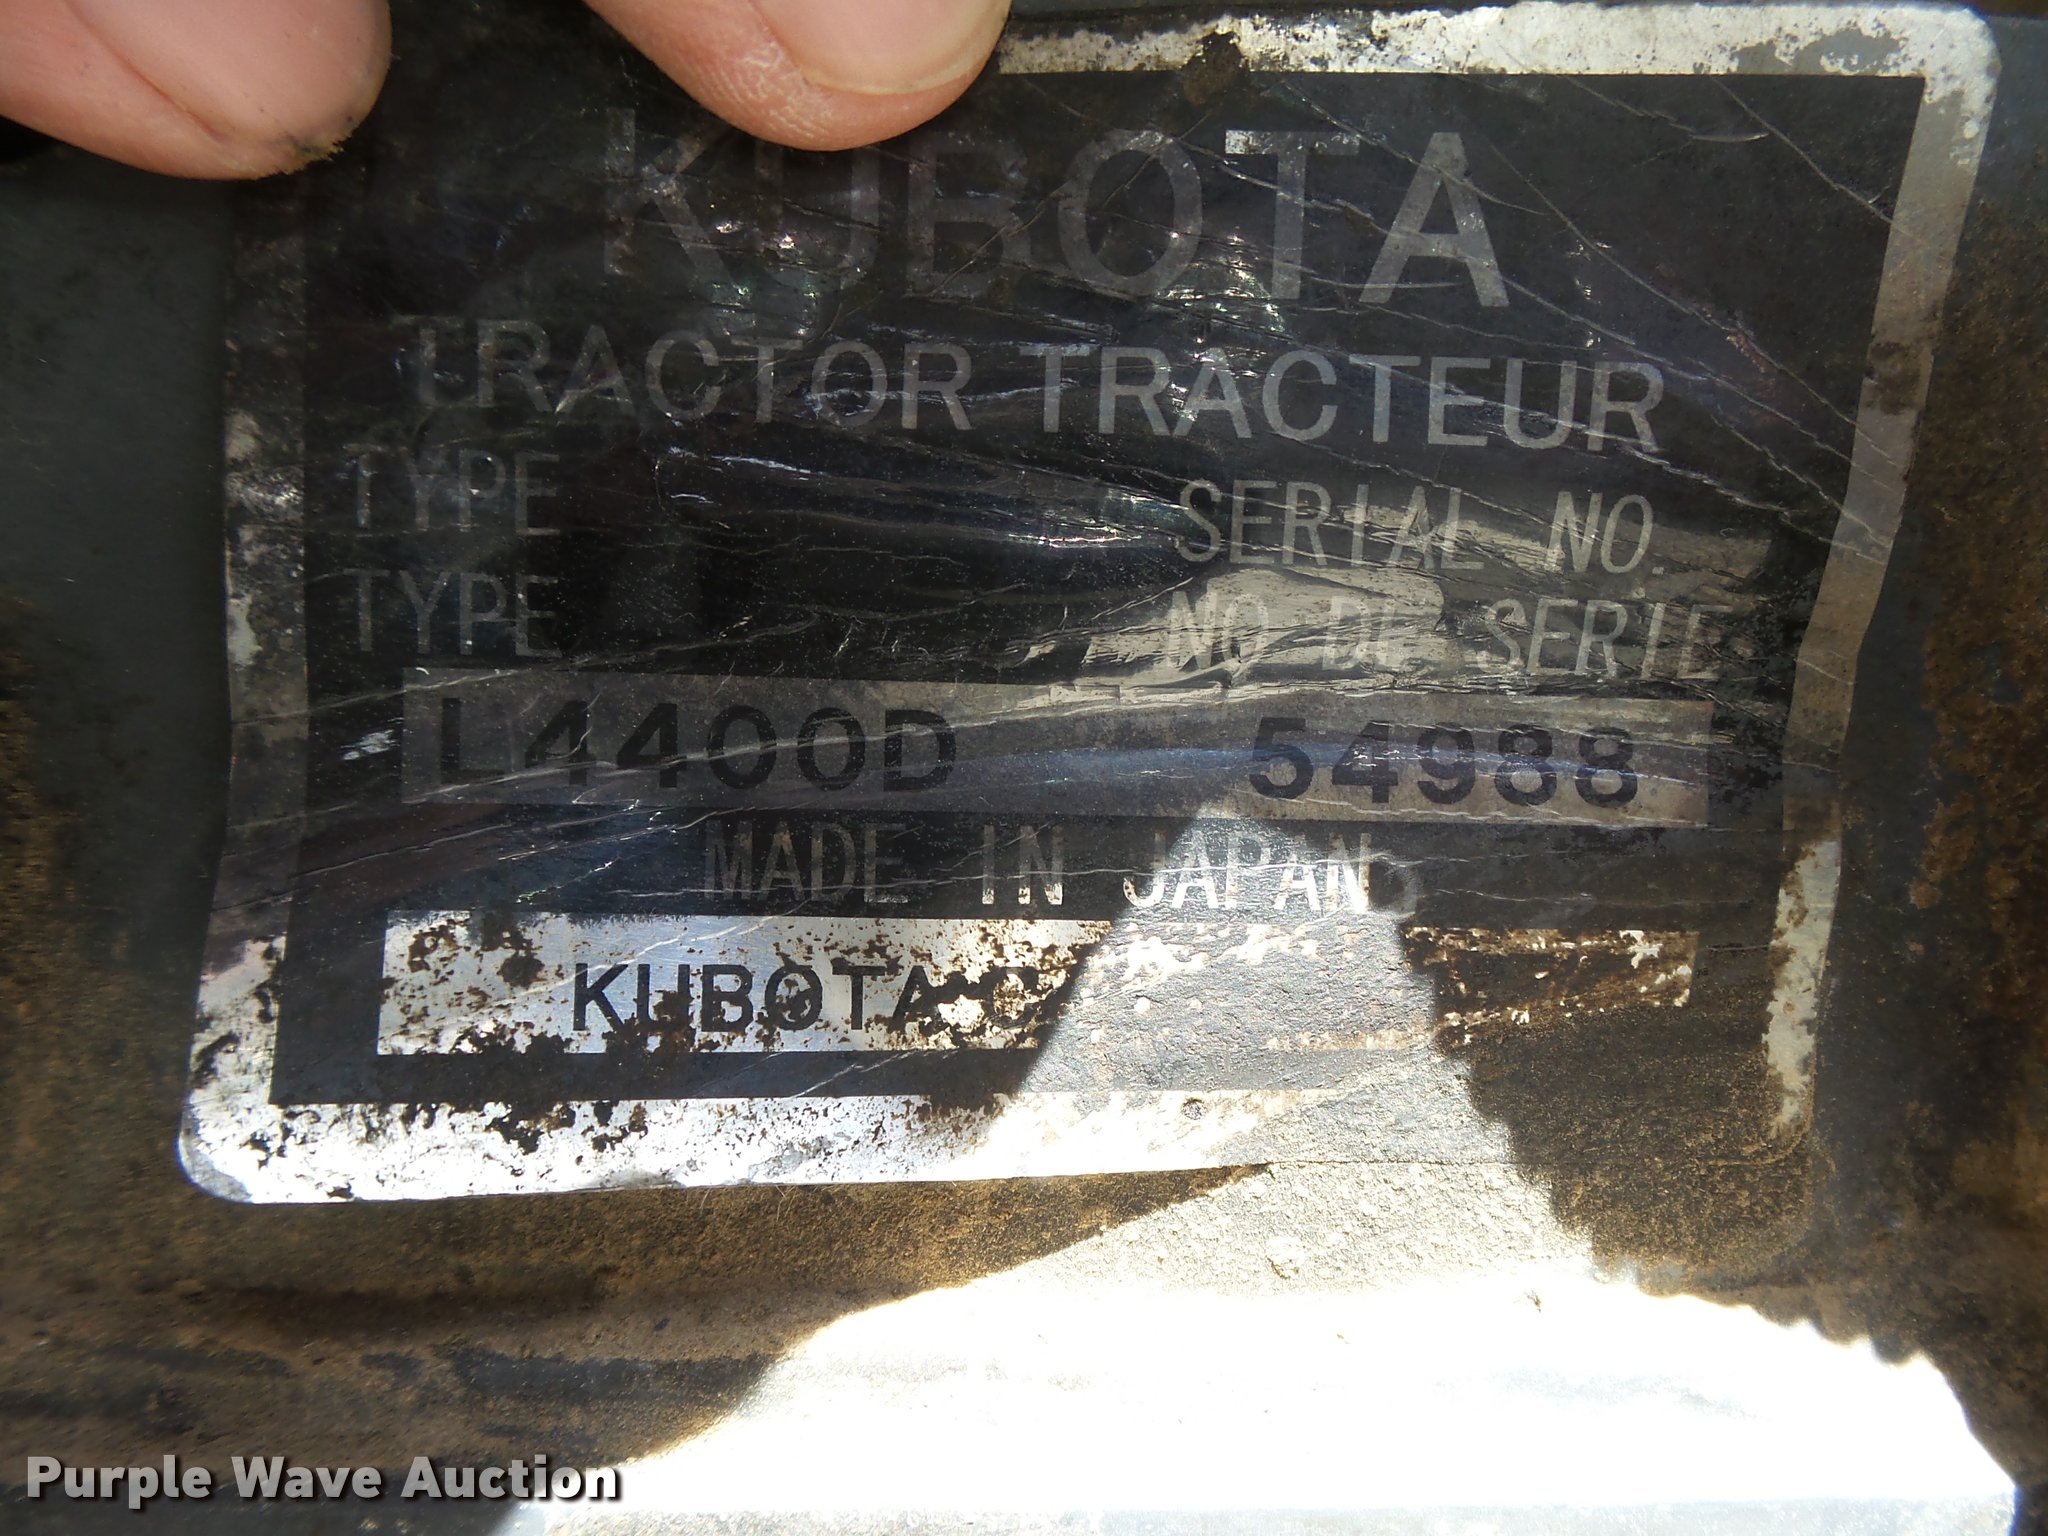 KUBOTA
TRACTOR TRACTEUR
TYPE SERIAL NO.
TYPE NO DE SERIE
L4400D 54988
MADE IN JAPAN
KUBOTA
Purple Wave Auction